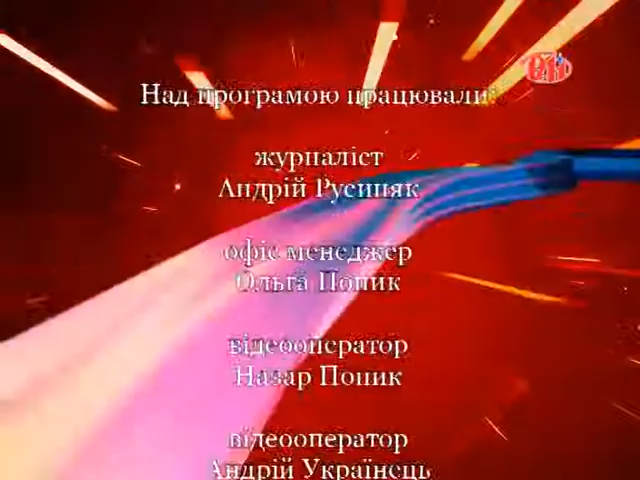 Над програмою працювали:
журналіст
Андрій Русиняк
офіс менеджер
Ольга Попик
відеооператор
Назар Попик
відеооператор
Андрій Українець